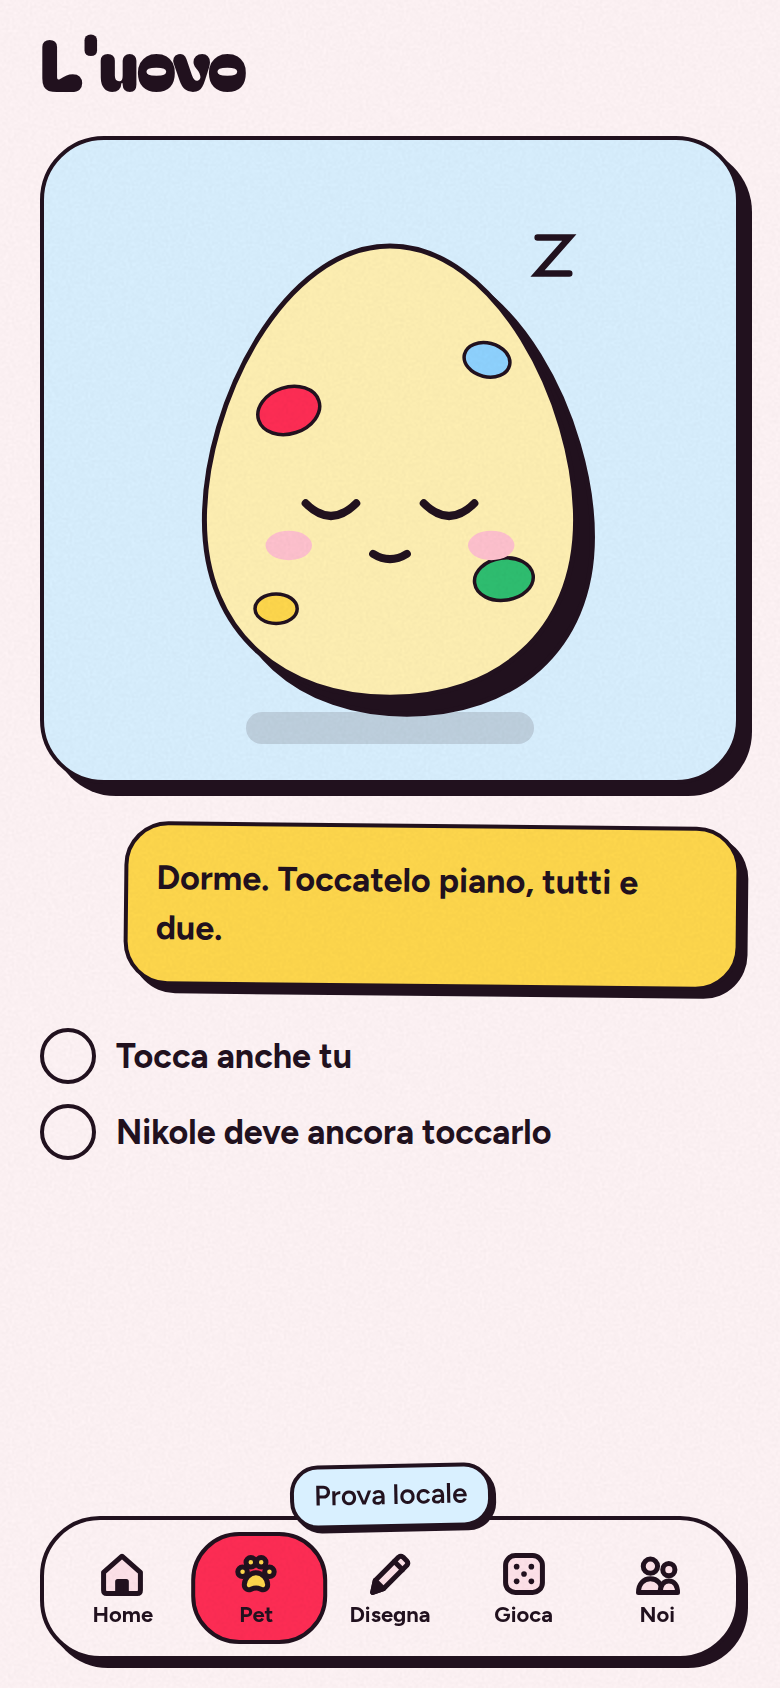 L'uovo
Z
Dorme. Toccatelo piano, tutti e
due.
Tocca anche tu
Nikole deve ancora toccarlo
Prova locale
Home
Pet
Disegna
Gioca
Noi